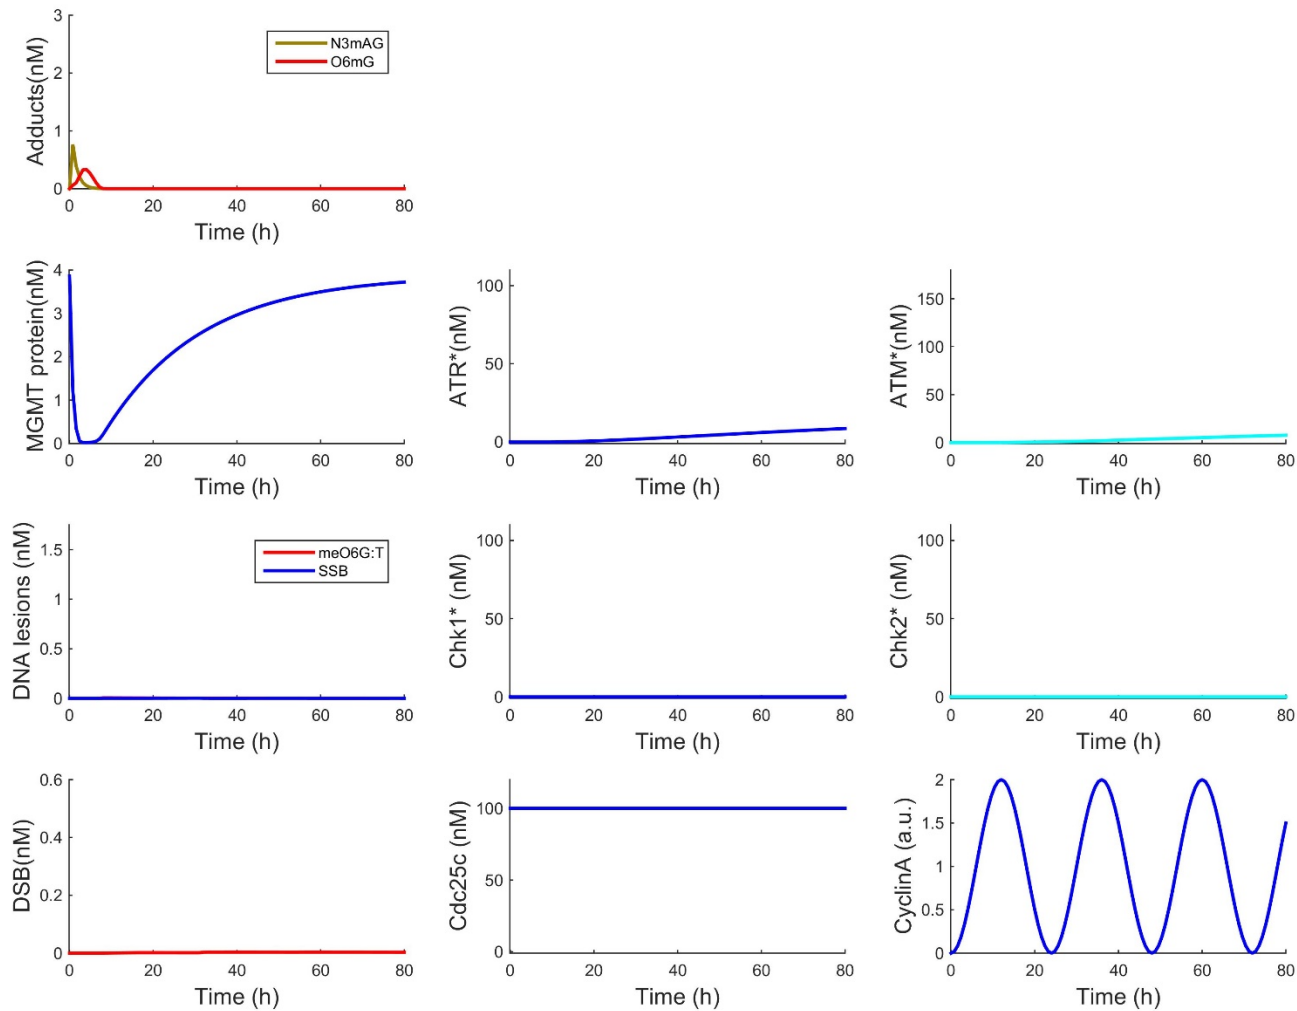 Adducts(nM)
3
2
1
0
N3mAG
O6mG
0 20 40 60 80
Time (h)
MGMT protein(nM)
4
3
2
1
0
0 20 40 60 80
Time (h)
ATR*(nM)
100
50
0
0 20 40 60 80
Time (h)
ATM*(nM)
150
100
50
0
0 20 40 60 80
Time (h)
DNA lesions (nM)
1.5
1
0.5
0
meO6G:T
SSB
0 20 40 60 80
Time (h)
Chk1* (nM)
100
50
0
0 20 40 60 80
Time (h)
Chk2* (nM)
100
50
0
0 20 40 60 80
Time (h)
DSB(nM)
0.6
0.4
0.2
0
0 20 40 60 80
Time (h)
Cdc25c (nM)
100
50
0
0 20 40 60 80
Time (h)
CyclinA (a.u.)
2
1.5
1
0.5
0
0 20 40 60 80
Time (h)